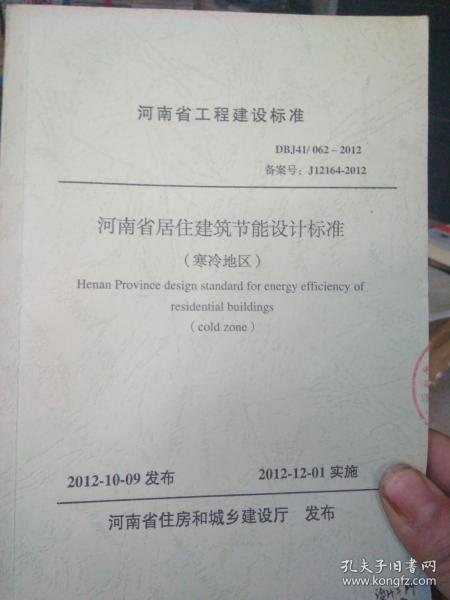 河南省工程建设标准
DBJ41/ 062-2012
备案号：J12164-2012
河南省居住建筑节能设计标准
（寒冷地区）
Henan Province design standard for energy efficiency of
residential buildings
（cold zone）
2012-10-09 发布 2012-12-01 实施
河南省住房和城乡建设厅 发布
孔夫子旧书网
www.kongfz.com